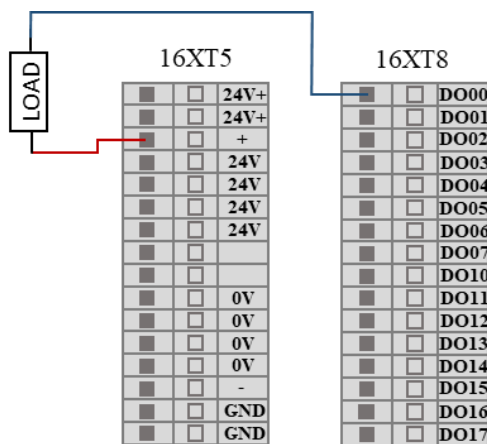 LOAD
16XT5
24V+
24V+
+
24V
24V
24V
24V
0V
0V
0V
0V
-
GND
GND
16XT8
DO00
DO01
DO02
DO03
DO04
DO05
DO06
DO07
DO10
DO11
DO12
DO13
DO14
DO15
DO16
DO17